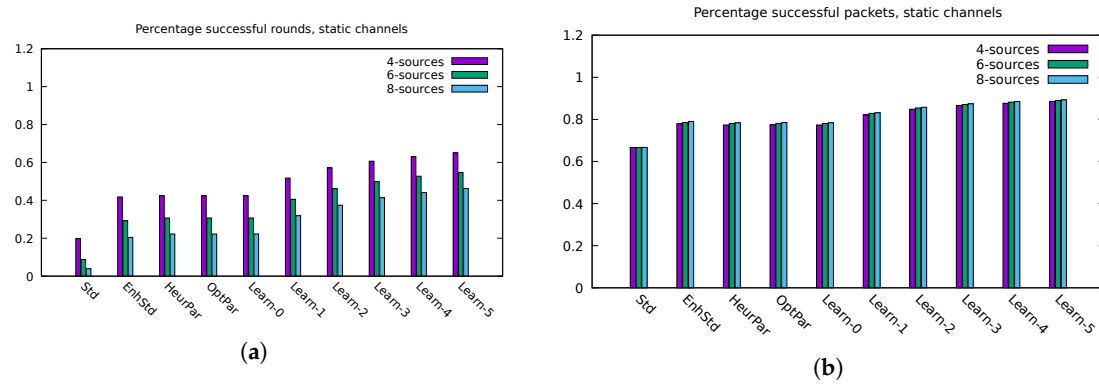 Percentage successful rounds, static channels
1.2
1
0.8
0.6
0.4
0.2
0
4-sources
6-sources
8-sources
Std
EnhStd
HeurPar
OptPar
Learn-0
Learn-1
Learn-2
Learn-3
Learn-4
Learn-5
(a)
Percentage successful packets, static channels
1.2
1
0.8
0.6
0.4
0.2
0
4-sources
6-sources
8-sources
Std
EnhStd
HeurPar
OptPar
Learn-0
Learn-1
Learn-2
Learn-3
Learn-4
Learn-5
(b)